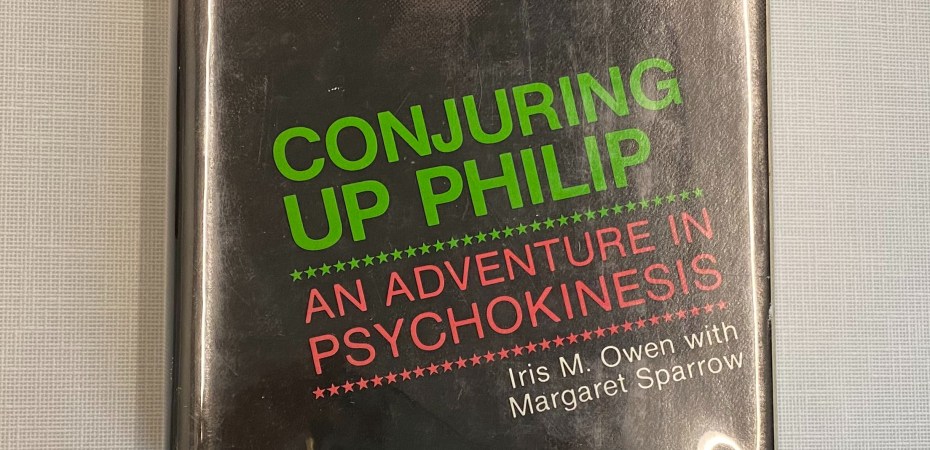 CONJURING
UP PHILIP
AN ADVENTURE IN
PSYCHOKINESIS
Iris M. Owen with
Margaret Sparrow